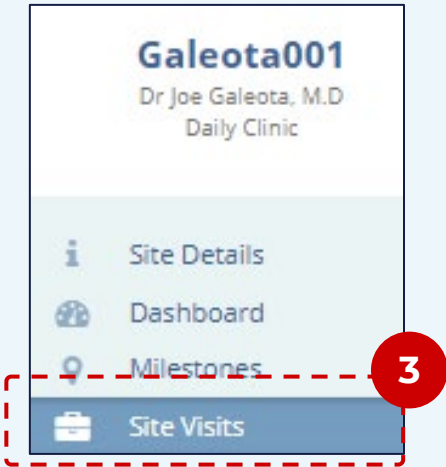 Galeota001
Dr Joe Galeota, M.D
Daily Clinic
Site Details
Dashboard
Milestones
3
Site Visits